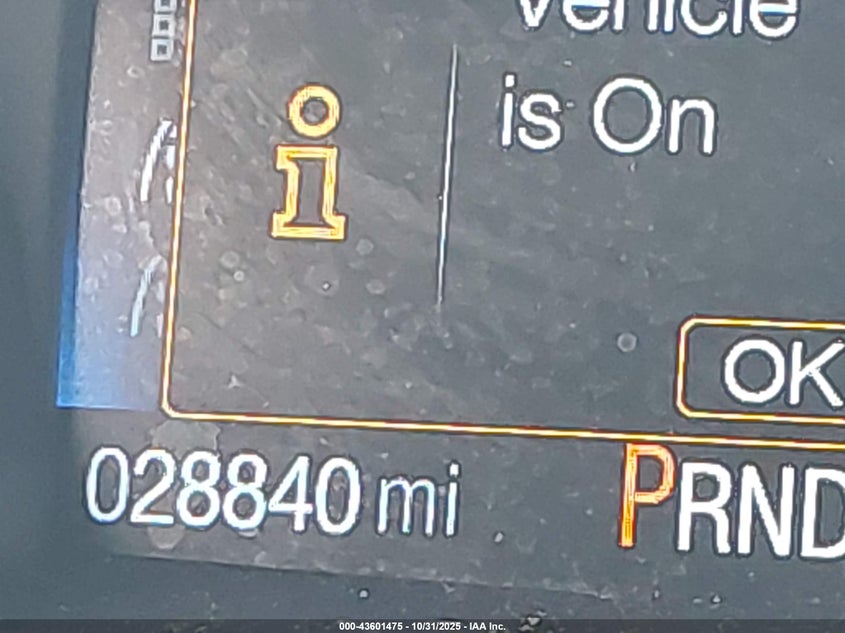 vehicle
is On
OK
028840 mi PRND
000-43601475 - 10/31/2025 - IAA Inc.